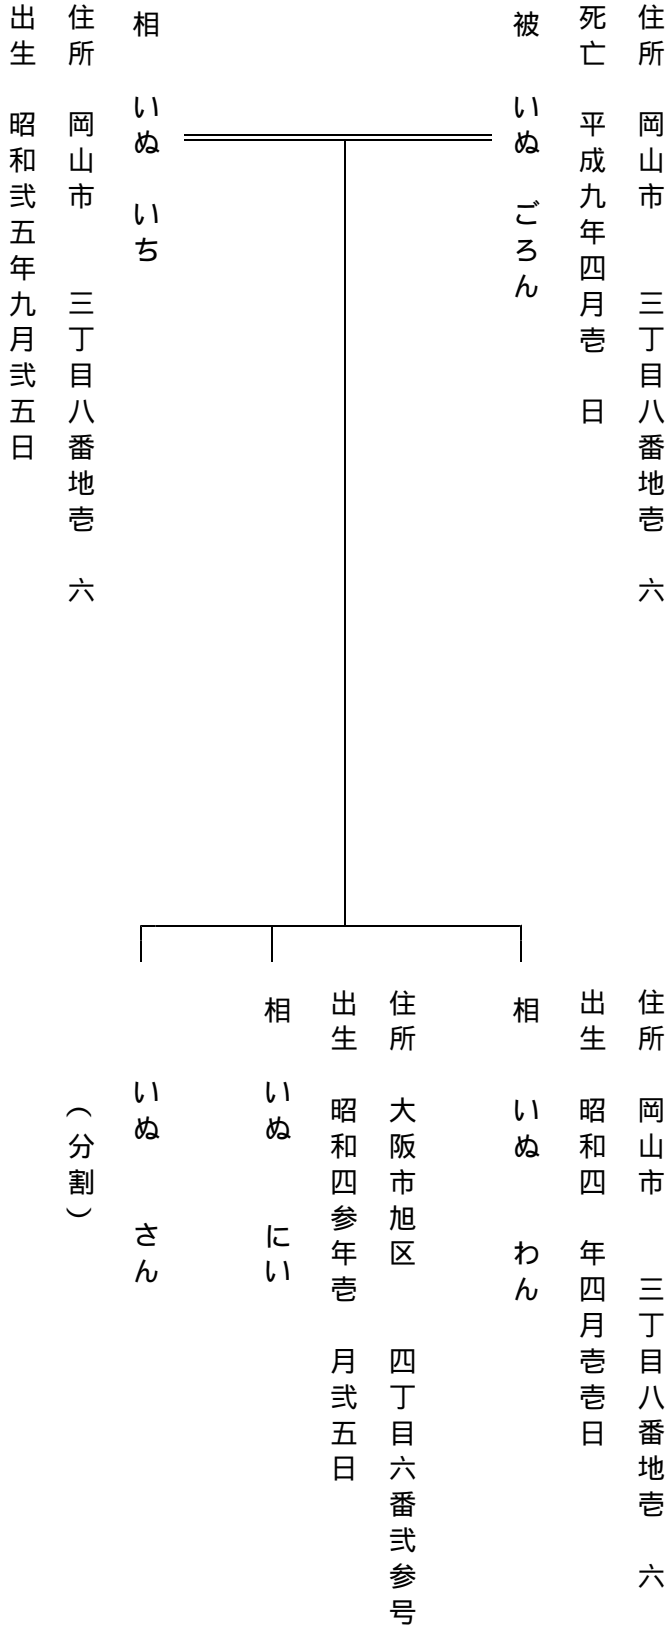 住所　岡山市　　三丁目八番地壱　六
死亡　平成九年四月壱　日
被　いぬ　ごろん
相　いぬ　いち
住所　岡山市　　三丁目八番地壱　六
出生　昭和弐五年九月弐五日
住所　岡山市　　三丁目八番地壱　六
出生　昭和四　年四月壱壱日
相　いぬ　　わん
住所　大阪市旭区　　四丁目六番弐参号
出生　昭和四参年壱　月弐五日
相　いぬ　　にい
いぬ　　さん
（分割）